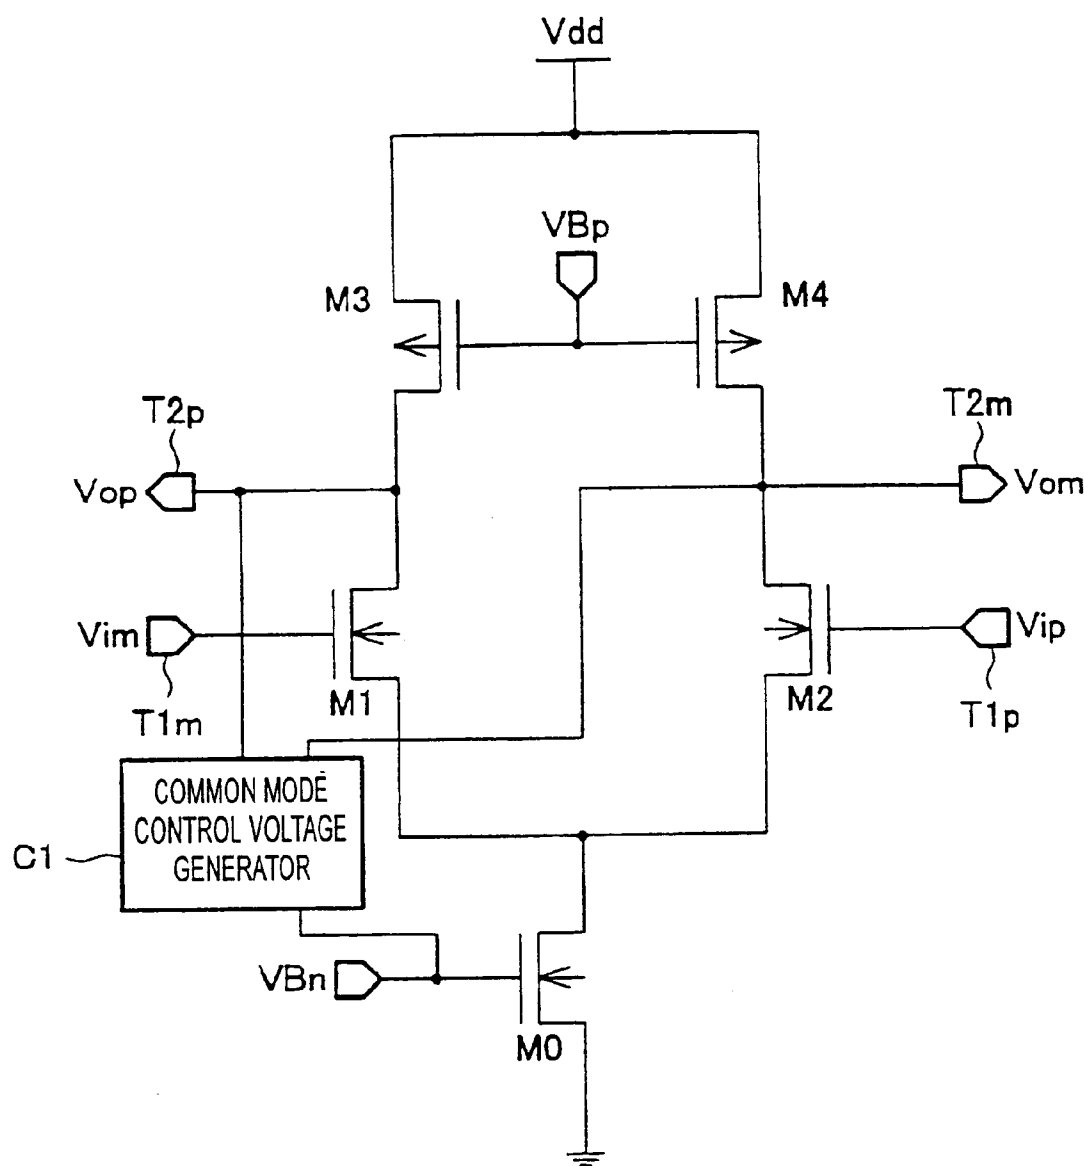 Vdd
VBp
M3
M4
T2p
T2m
Vop
Vom
Vim
Vip
M1
M2
T1m
T1p
COMMON MODE
CONTROL VOLTAGE
GENERATOR
C1
VBn
M0